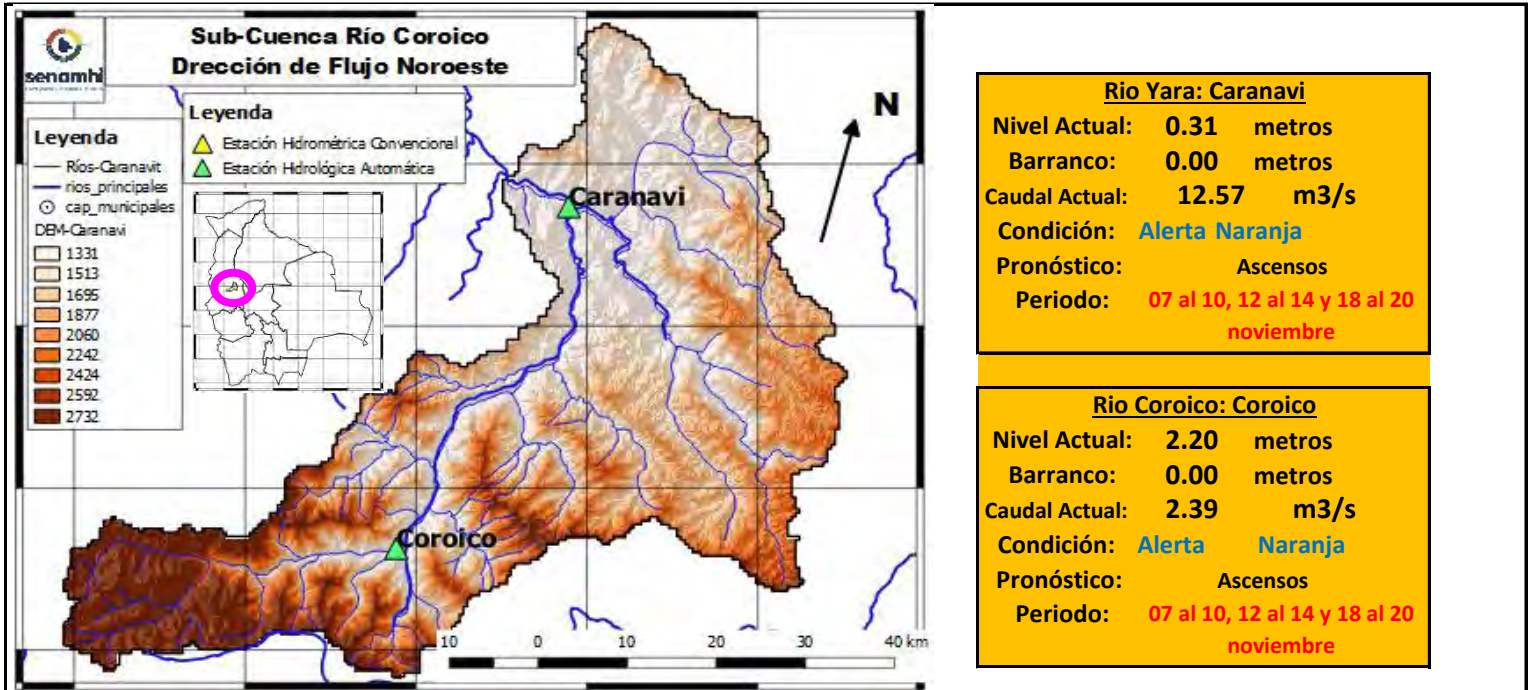 senamhi
Sub-Cuenca Río Coroico
Drección de Flujo Noroeste
Leyenda
Estación Hidrométrica Convencional
Estación Hidrológica Automática
Leyenda
Ríos-Caranavit
rios_principales
cap_municipales
DEM-Caranavi
1331
1513
1695
1877
2060
2242
2424
2592
2732
N
Caranavi
Coroico
10 0 10 20 30 40 km
Rio Yara: Caranavi
Nivel Actual: 0.31 metros
Barranco: 0.00 metros
Caudal Actual: 12.57 m3/s
Condición: Alerta Naranja
Pronóstico: Ascensos
Periodo: 07 al 10, 12 al 14 y 18 al 20
noviembre
Rio Coroico: Coroico
Nivel Actual: 2.20 metros
Barranco: 0.00 metros
Caudal Actual: 2.39 m3/s
Condición: Alerta Naranja
Pronóstico: Ascensos
Periodo: 07 al 10, 12 al 14 y 18 al 20
noviembre